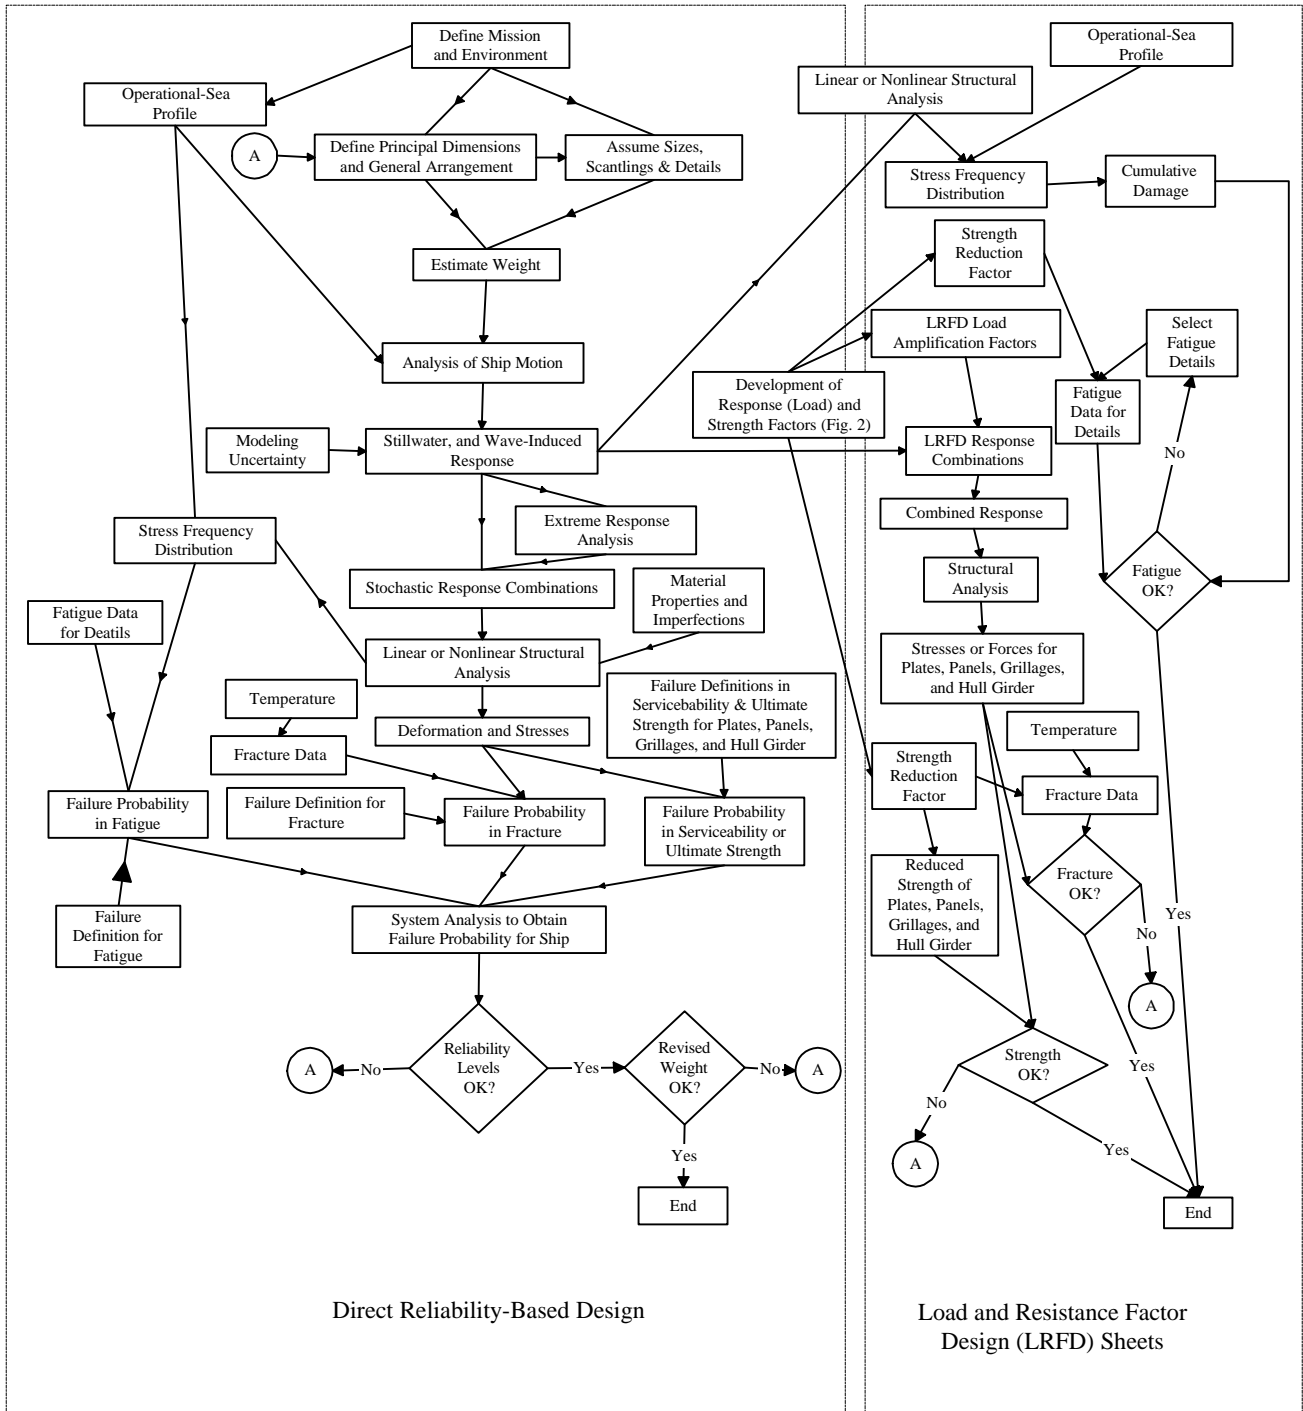 Define Mission
and Environment
Operational-Sea
Profile
A
Define Principal Dimensions
and General Arrangement
Assume Sizes,
Scantlings & Details
Estimate Weight
Analysis of Ship Motion
Modeling
Uncertainty
Stillwater, and Wave-Induced
Response
Extreme Response
Analysis
Stress Frequency
Distribution
Stochastic Response Combinations
Material
Properties and
Imperfections
Fatigue Data
for Deatils
Linear or Nonlinear Structural
Analysis
Temperature
Failure Definitions in
Servicebability & Ultimate
Strength for Plates, Panels,
Grillages, and Hull Girder
Deformation and Stresses
Fracture Data
Failure Probability
in Fatigue
Failure Definition for
Fracture
Failure Probability
in Fracture
Failure Probability
in Serviceability or
Ultimate Strength
Failure
Definition for
Fatigue
System Analysis to Obtain
Failure Probability for Ship
A
No
Reliability
Levels
OK?
Yes
Revised
Weight
OK?
No
A
Yes
End
Direct Reliability-Based Design
Operational-Sea
Profile
Linear or Nonlinear Structural
Analysis
Stress Frequency
Distribution
Cumulative
Damage
Strength
Reduction
Factor
LRFD Load
Amplification Factors
Select
Fatigue
Details
Development of
Response (Load) and
Strength Factors (Fig. 2)
Fatigue
Data for
Details
LRFD Response
Combinations
No
Combined Response
Structural
Analysis
Fatigue
OK?
Stresses or Forces for
Plates, Panels, Grillages,
and Hull Girder
Temperature
Strength
Reduction
Factor
Fracture Data
Reduced
Strength of
Plates, Panels,
Grillages, and
Hull Girder
Fracture
OK?
Yes
No
A
Strength
OK?
Yes
No
A
Yes
End
Load and Resistance Factor
Design (LRFD) Sheets